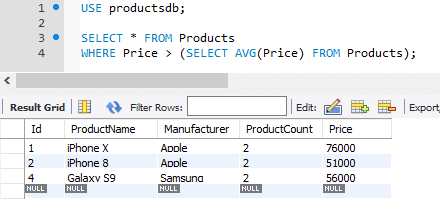 1 USE productsdb;
2
3 SELECT * FROM Products
4 WHERE Price > (SELECT AVG(Price) FROM Products);
Result Grid Filter Rows: Edit: Export
Id ProductName Manufacturer ProductCount Price
1 iPhone X Apple 2 76000
2 iPhone 8 Apple 2 51000
4 Galaxy S9 Samsung 2 56000
NULL NULL NULL NULL NULL